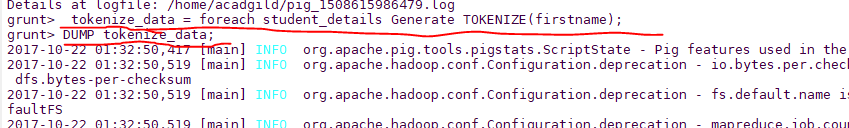 Details at logfile: /home/acadgild/pig_1508615986479.log
grunt>  tokenize_data = foreach student_details Generate TOKENIZE(firstname);
grunt> DUMP tokenize_data;
2017-10-22 01:32:50,417 [main] INFO  org.apache.pig.tools.pigstats.ScriptState - Pig features used in the
2017-10-22 01:32:50,519 [main] INFO  org.apache.hadoop.conf.Configuration.deprecation - io.bytes.per.chec
 dfs.bytes-per-checksum
2017-10-22 01:32:50,519 [main] INFO  org.apache.hadoop.conf.Configuration.deprecation - fs.default.name is
faultFS
2017-10-22 01:32:50,519 [main] INFO  org.apache.hadoop.conf.Configuration.deprecation - mapreduce.job.coun